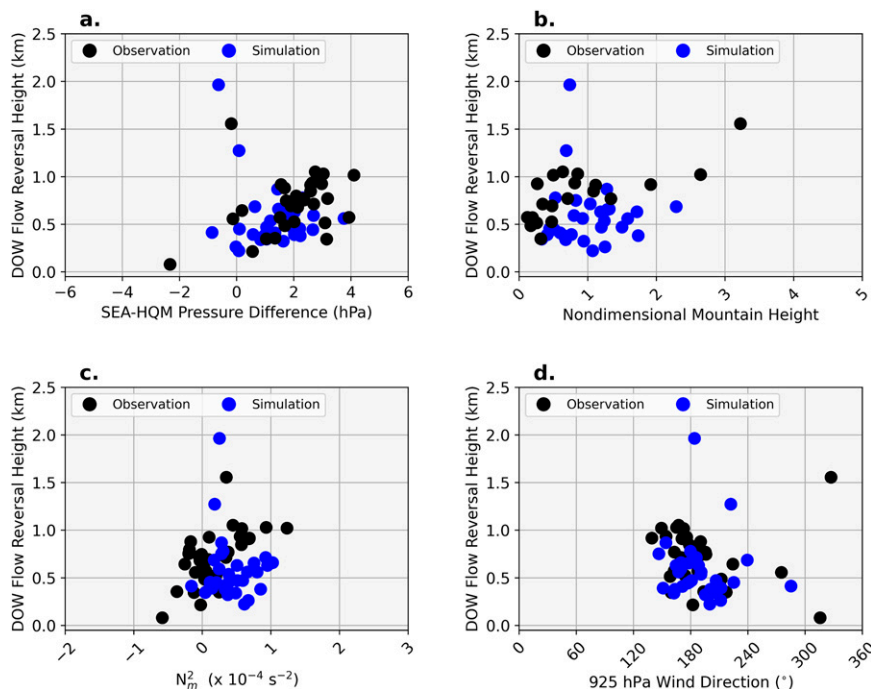 a.
b.
2.5
Observation
Simulation
2.5
Observation
Simulation
DOW Flow Reversal Height (km)
2.0
1.5
1.0
0.5
0.0
DOW Flow Reversal Height (km)
2.0
1.5
1.0
0.5
0.0
−6
−4
−2
0
2
4
6
0
1
2
3
4
5
SEA-HQM Pressure Difference (hPa)
Nondimensional Mountain Height
c.
d.
2.5
Observation
Simulation
2.5
Observation
Simulation
DOW Flow Reversal Height (km)
2.0
1.5
1.0
0.5
0.0
DOW Flow Reversal Height (km)
2.0
1.5
1.0
0.5
0.0
−2
−1
0
1
2
3
0
60
120
180
240
300
360
N²ₘ (x 10⁻⁴ s⁻²)
925 hPa Wind Direction (°)